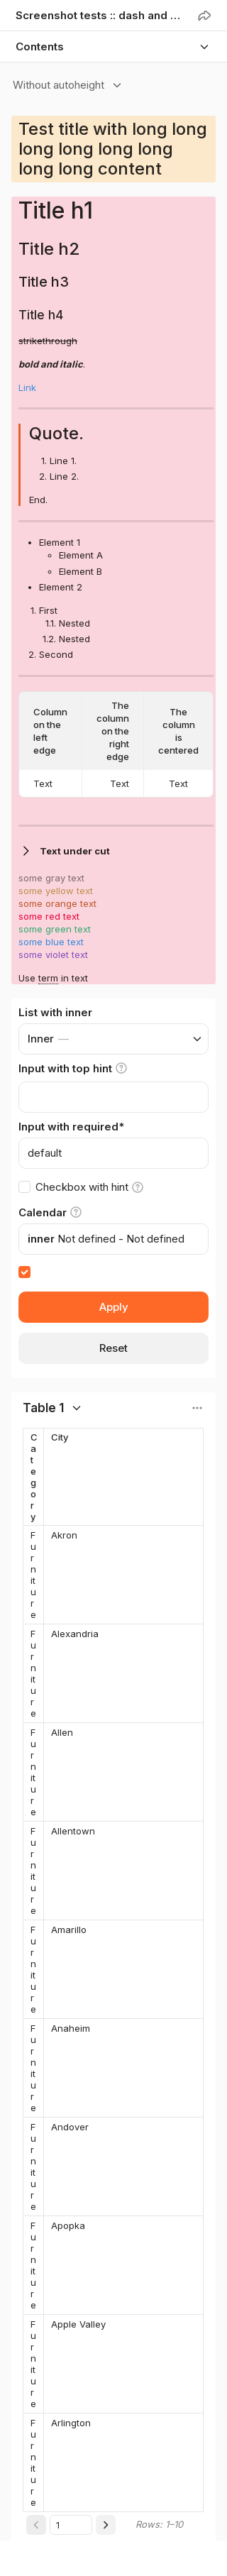 Screenshot tests :: dash and ...
Contents
Without autoheight
Test title with long long
long long long long
long long content
Title h1
Title h2
Title h3
Title h4
strikethrough
bold and italic.
Link
Quote.
1. Line 1.
2. Line 2.
End.
• Element 1
◦ Element A
◦ Element B
• Element 2
1. First
1.1. Nested
1.2. Nested
2. Second
Column on the left edge
The column on the right edge
The column is centered
Text Text Text
Text under cut
some gray text
some yellow text
some orange text
some red text
some green text
some blue text
some violet text
Use term in text
List with inner
Inner —
Input with top hint
Input with required*
default
Checkbox with hint
Calendar
inner Not defined - Not defined
Apply
Reset
Table 1
Category City
Furniture Akron
Furniture Alexandria
Furniture Allen
Furniture Allentown
Furniture Amarillo
Furniture Anaheim
Furniture Andover
Furniture Apopka
Furniture Apple Valley
Furniture Arlington
1 Rows: 1–10